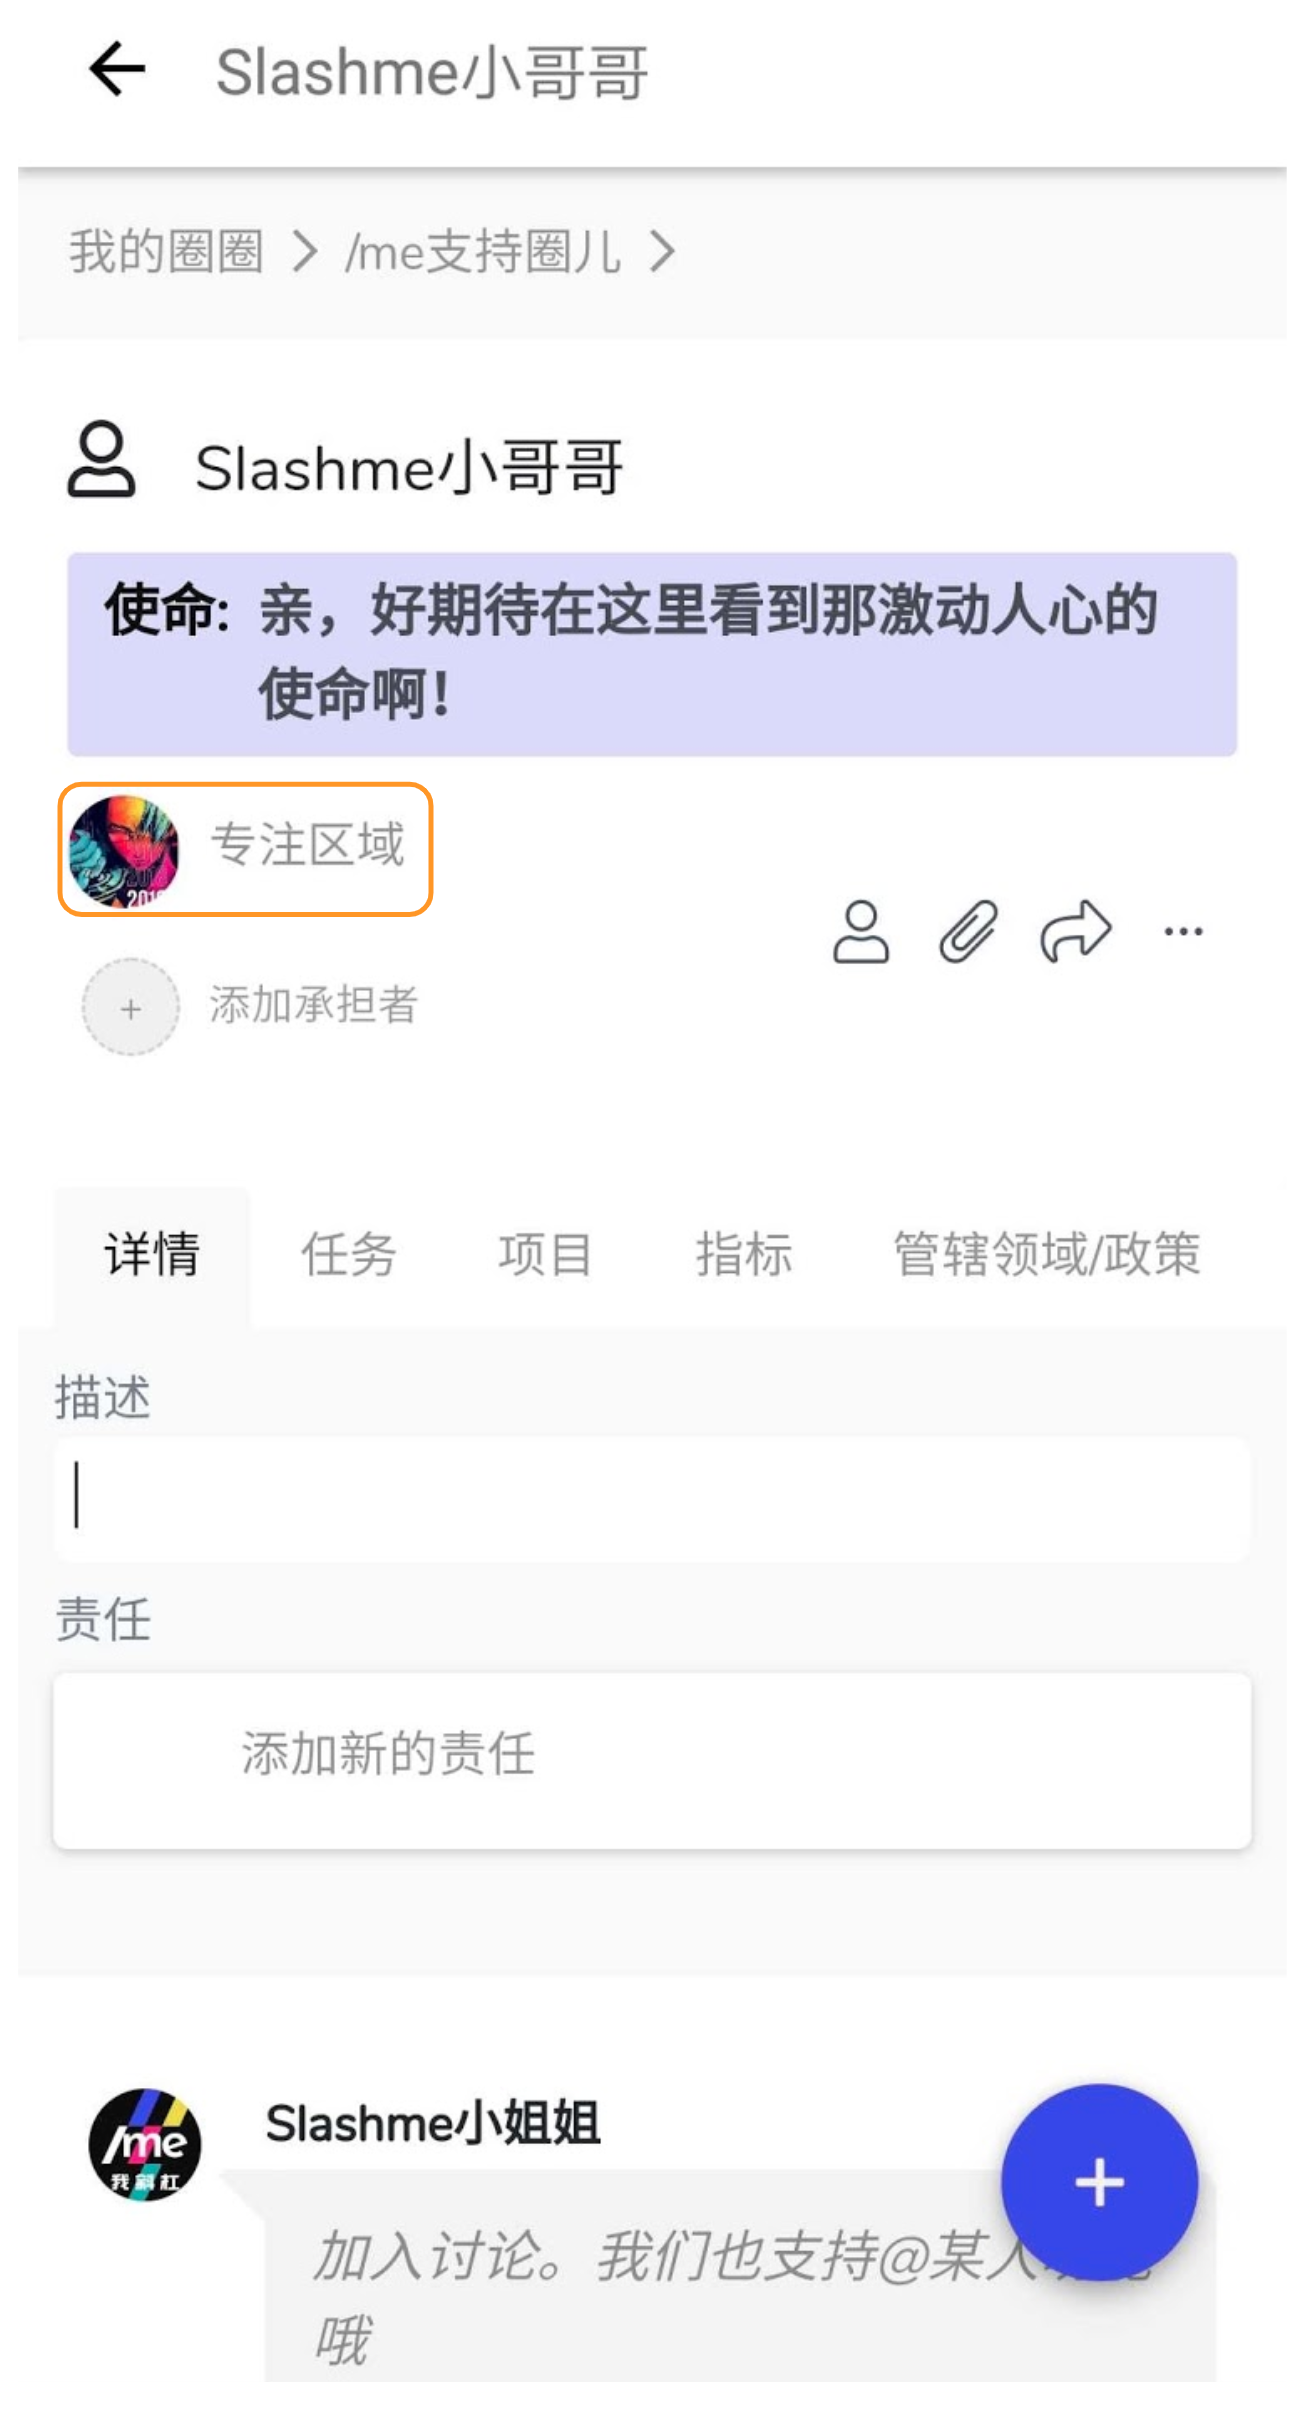 Slashme小哥哥
我的圈圈 > /me支持圈儿 >
Slashme小哥哥
使命: 亲，好期待在这里看到那激动人心的
使命啊！
专注区域
添加承担者
详情 任务 项目 指标 管辖领域/政策
描述
责任
添加新的责任
/me
我斜杠
Slashme小姐姐
加入讨论。我们也支持@某人
哦